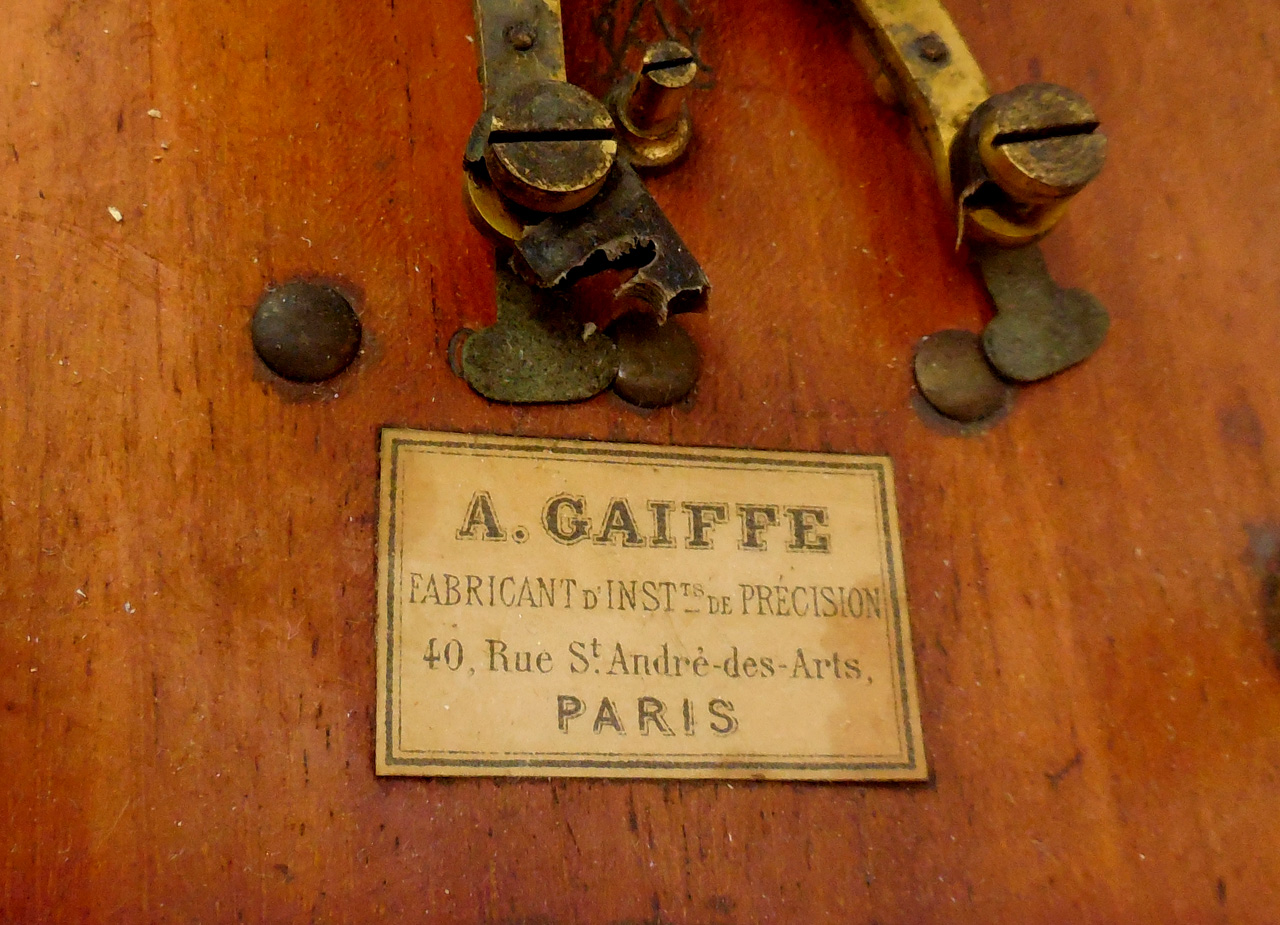 A. GAIFFE
FABRICANT D'INSTTS DE PRÉCISION
40, Rue St. André-des-Arts,
PARIS